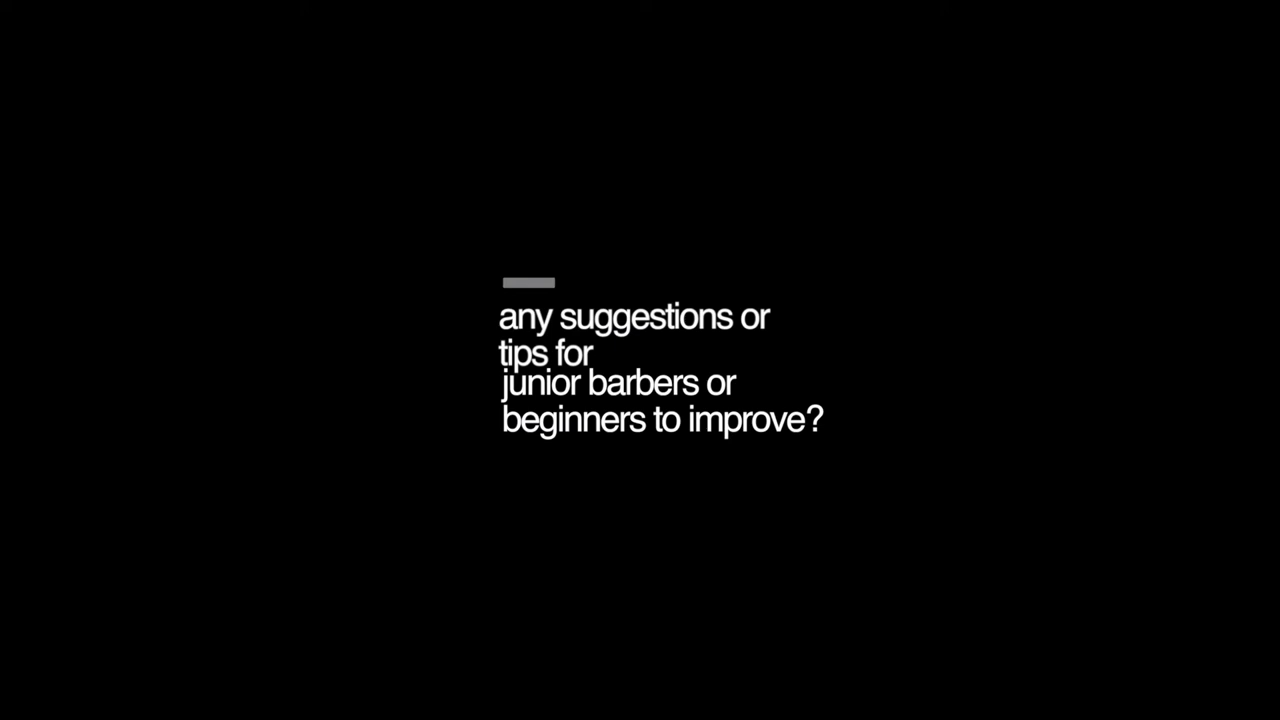 any suggestions or
tips for
junior barbers or
beginners to improve?